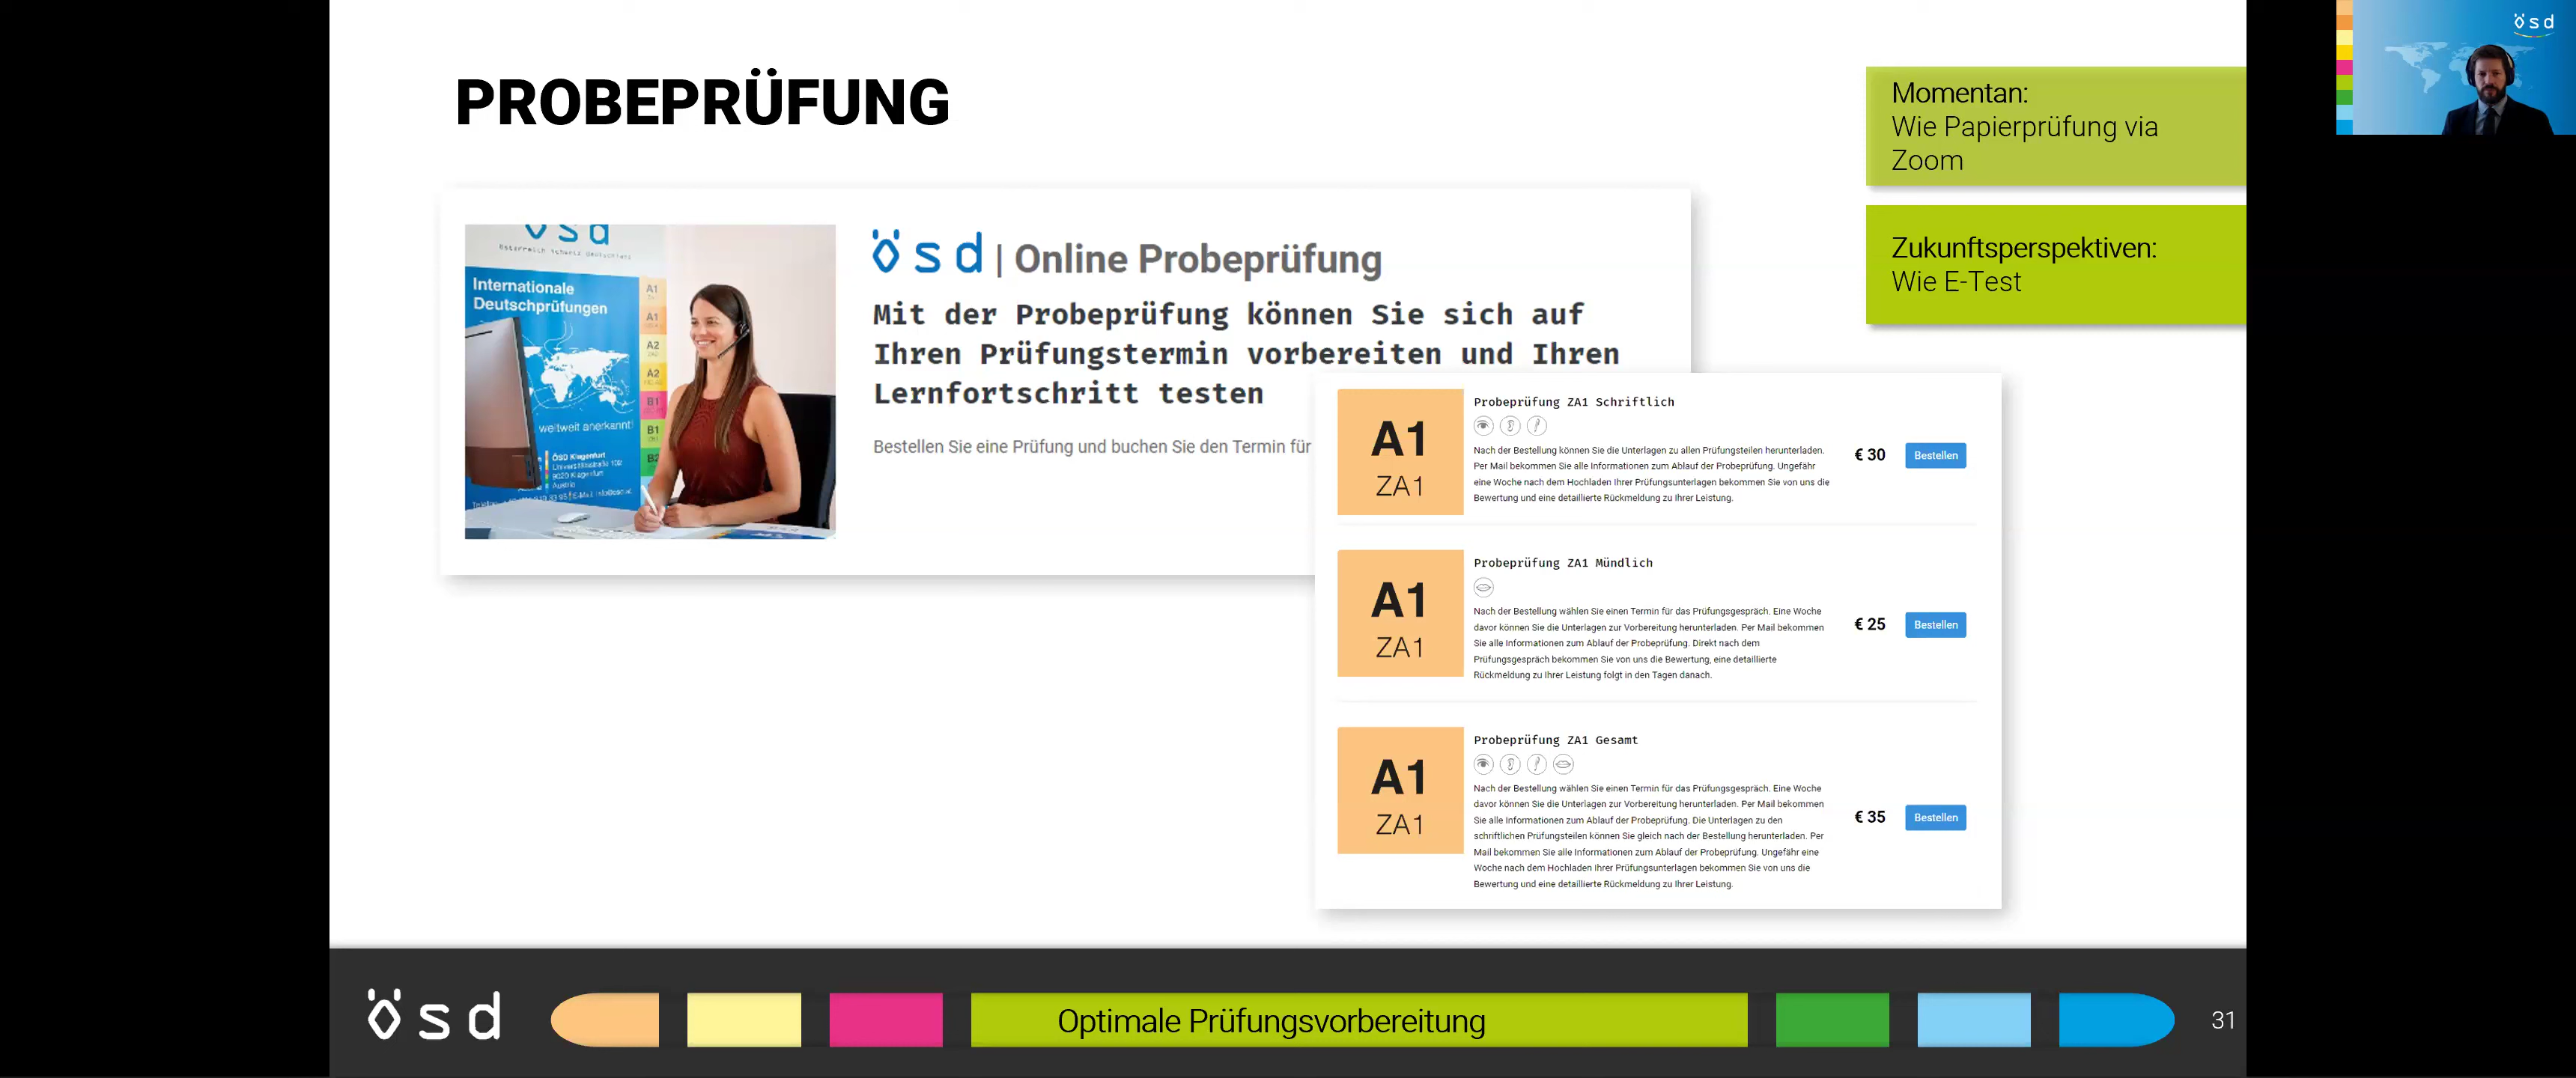 PROBEPRÜFUNG
Momentan:
Wie Papierprüfung via
Zoom
Zukunftsperspektiven:
Wie E-Test
ösd
ösd
Österreich Schweiz Deutschland
Internationale
Deutschprüfungen
A1
A1
A2
A2
B1
B1
B2
weltweit anerkannt!
ÖSD Klagenfurt
Universitätsstraße 102
9020 Klagenfurt
Austria
ösd | Online Probeprüfung
Mit der Probeprüfung können Sie sich auf
Ihren Prüfungstermin vorbereiten und Ihren
Lernfortschritt testen
Bestellen Sie eine Prüfung und buchen Sie den Termin für
A1
ZA1
Probeprüfung ZA1 Schriftlich
Nach der Bestellung können Sie die Unterlagen zu allen Prüfungsteilen herunterladen.
Per Mail bekommen Sie alle Informationen zum Ablauf der Probeprüfung. Ungefähr
eine Woche nach dem Hochladen Ihrer Prüfungsunterlagen bekommen Sie von uns die
Bewertung und eine detaillierte Rückmeldung zu Ihrer Leistung.
€ 30
Bestellen
A1
ZA1
Probeprüfung ZA1 Mündlich
Nach der Bestellung wählen Sie einen Termin für das Prüfungsgespräch. Eine Woche
davor können Sie die Unterlagen zur Vorbereitung herunterladen. Per Mail bekommen
Sie alle Informationen zum Ablauf der Probeprüfung. Direkt nach dem
Prüfungsgespräch bekommen Sie von uns die Bewertung, eine detaillierte
Rückmeldung zu Ihrer Leistung folgt in den Tagen danach.
€ 25
Bestellen
A1
ZA1
Probeprüfung ZA1 Gesamt
Nach der Bestellung wählen Sie einen Termin für das Prüfungsgespräch. Eine Woche
davor können Sie die Unterlagen zur Vorbereitung herunterladen. Per Mail bekommen
Sie alle Informationen zum Ablauf der Probeprüfung. Die Unterlagen zu den
schriftlichen Prüfungsteilen können Sie gleich nach der Bestellung herunterladen. Per
Mail bekommen Sie alle Informationen zum Ablauf der Probeprüfung. Ungefähr eine
Woche nach dem Hochladen Ihrer Prüfungsunterlagen bekommen Sie von uns die
Bewertung und eine detaillierte Rückmeldung zu Ihrer Leistung.
€ 35
Bestellen
ösd
Optimale Prüfungsvorbereitung
31